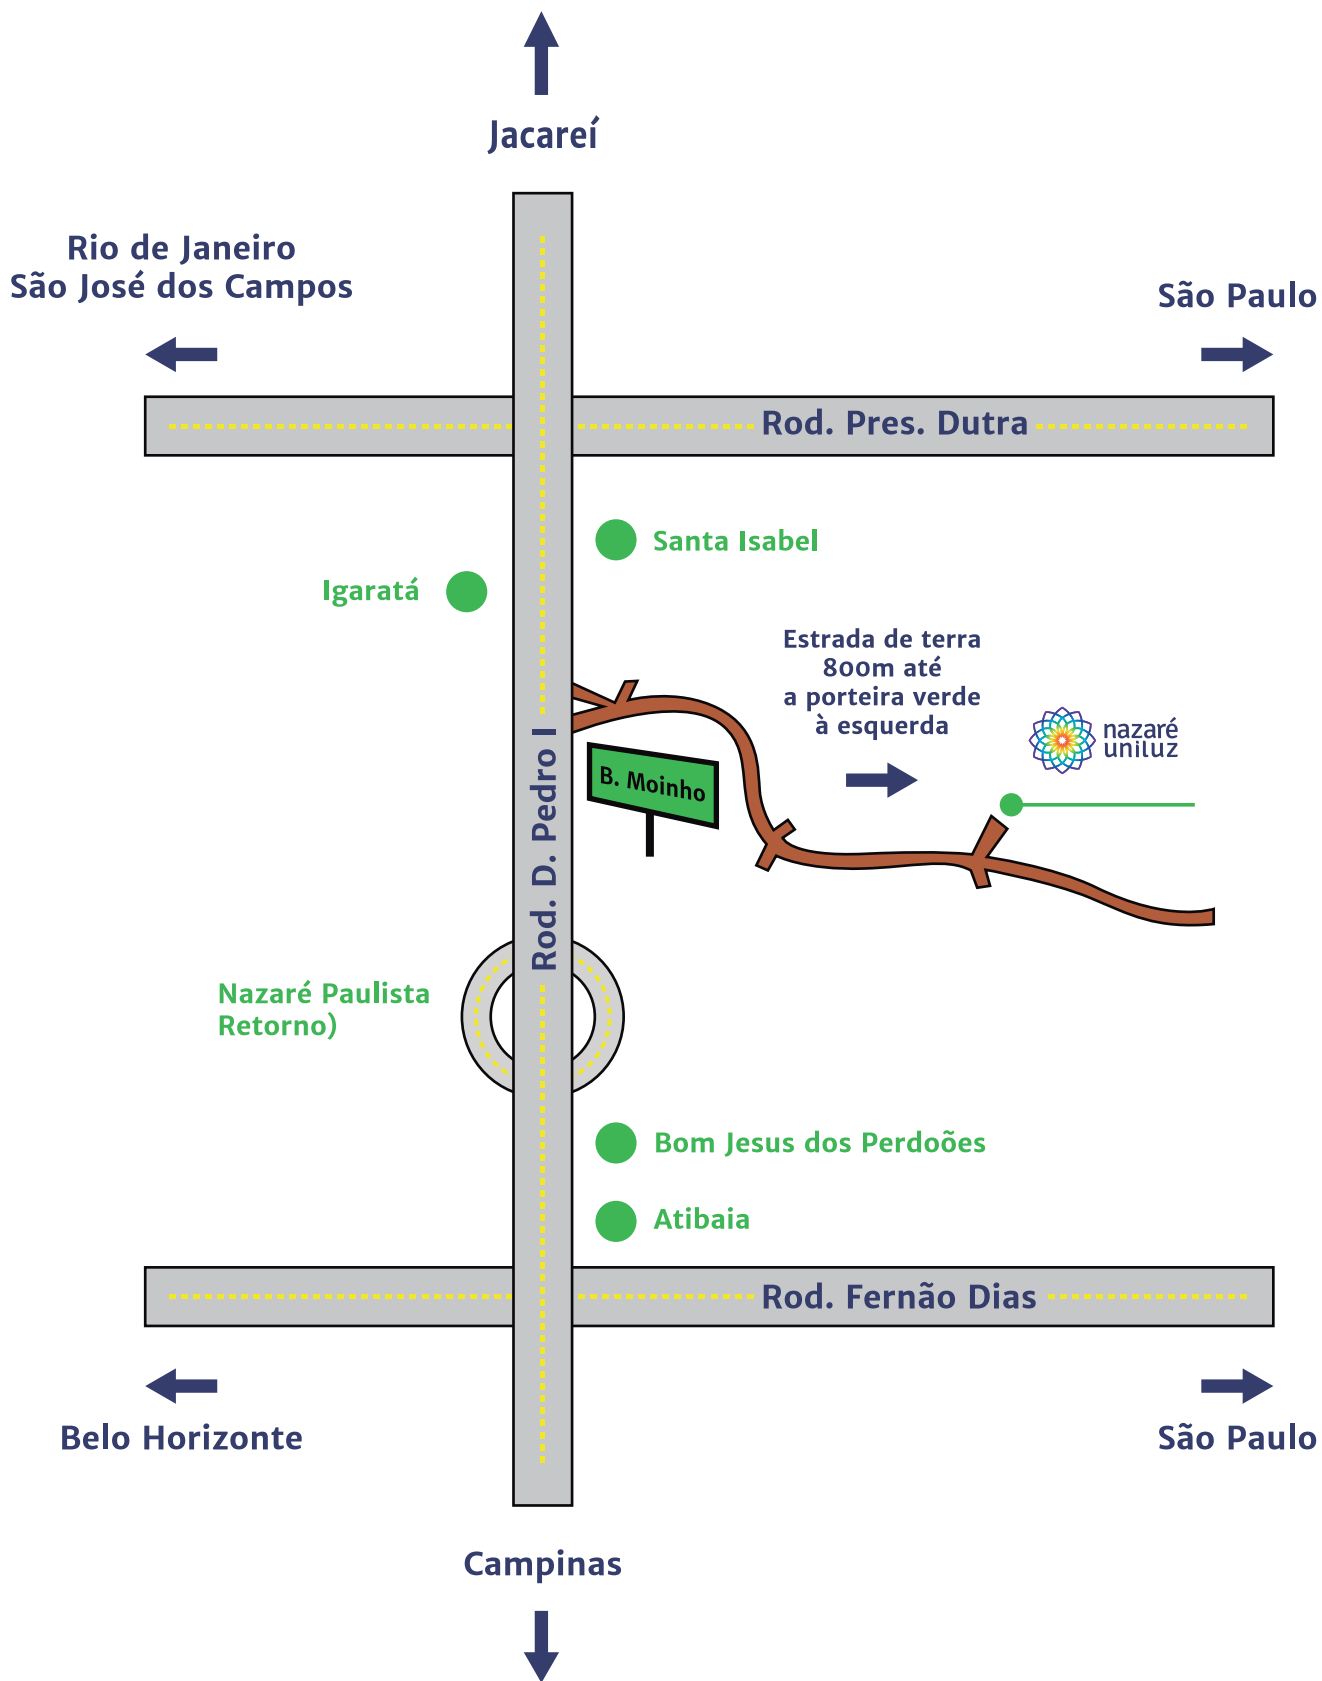 Jacareí
Rio de Janeiro
São José dos Campos
São Paulo
Rod. Pres. Dutra
Santa Isabel
Igaratá
Estrada de terra
800m até
a porteira verde
à esquerda
nazaré
uniluz
B. Moinho
Rod. D. Pedro I
Nazaré Paulista
Retorno)
Bom Jesus dos Perdoões
Atibaia
Rod. Fernão Dias
Belo Horizonte
São Paulo
Campinas